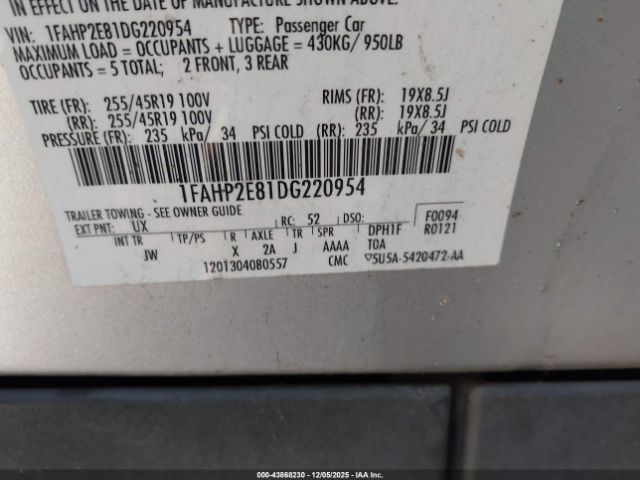 IN EFFECT ON THE DATE OF MANUFACTURE SHOWN ABOVE.
VIN: 1FAHP2E81DG220954 TYPE: Passenger Car
MAXIMUM LOAD = OCCUPANTS + LUGGAGE = 430KG/ 950LB
OCCUPANTS = 5 TOTAL; 2 FRONT, 3 REAR
TIRE (FR): 255/45R19 100V RIMS (FR): 19X8.5J
(RR): 255/45R19 100V (RR): 19X8.5J
PRESSURE (FR): 235 kPa/ 34 PSI COLD (RR): 235 kPa/ 34 PSI COLD
1FAHP2E81DG220954
TRAILER TOWING - SEE OWNER GUIDE
EXT PNT: UX RC: 52 DSO: F0094
INT TR TP/PS R AXLE TR SPR DPH1F R0121
JW X 2A J AAAA TOA
1201304080557 CMC ▽5U5A-5420472-AA
000-43868230 - 12/05/2025 - IAA Inc.